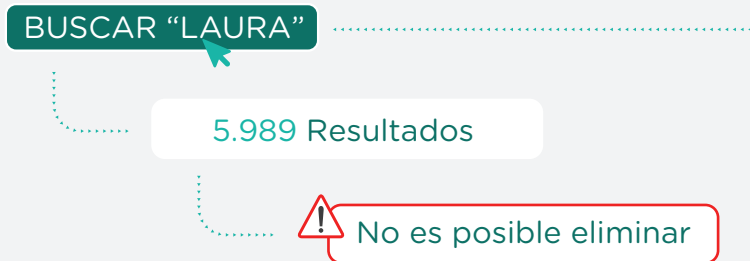 BUSCAR “LAURA”
5.989 Resultados
No es posible eliminar